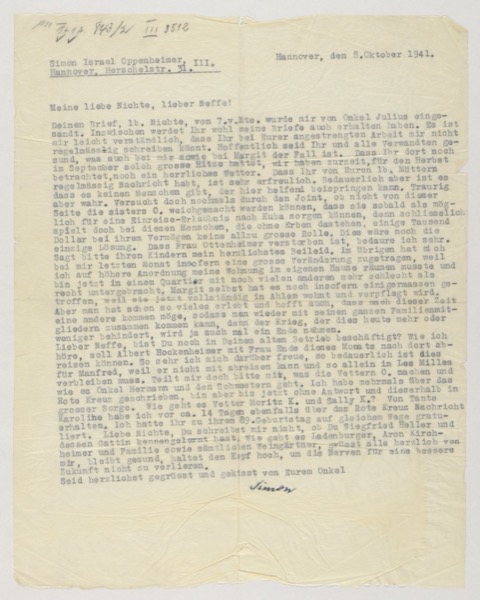 943/2 III 3512
Simon Israel Oppenheimer, III.
Hannover, Herschelstr. 31.
Hannover, den 8.Oktober 1941.
Meine liebe Nichte, lieber Neffe!
Deinen Brief, lb. Nichte, vom 7.v.Mts. wurde mir von Onkel Julius einge-
sandt. Inzwischen werdet Ihr wohl meine Briefe auch erhalten haben. Es ist
mir leicht verständlich, dass Ihr bei Eurer angestrengten Arbeit mir nicht
regelmässig schreiben könnt. Hoffentlich seid Ihr und alle Verwandten ge-
sund, was auch bei mir sowie bei Margit der Fall ist. Dass Ihr dort noch
im September solch grosse Hitze hattet, wir haben zurzeit, für den Herbst
betrachtet, noch ein herrliches Wetter. Dass Ihr von Euren lb. Müttern
regelmässig Nachricht habt, ist sehr erfreulich. Bedauerlich aber ist es
dass es keinen Menschen gibt, der hier helfend beispringen kann. Traurig
aber wahr. Versucht doch nochmals durch den Joint, ob nicht von dieser
Seite die Sisters O. weichgemacht werden können, dass sie sobald als mög-
lich für eine Einreise-Erlaubnis nach Kuba sorgen können, denn schliesslich
spielt doch bei diesen Menschen, die ohne Erben dastehen, einige Tausend
Dollar bei ihrem Vermögen keine allzu grosse Rolle. Dies wäre noch die
einzige Lösung. Dass Frau Ottenheimer verstorben ist, bedaure ich sehr.
Sagt bitte ihren Kindern mein herzlichstes Beileid. Im Übrigen hat sich
bei mir letzten Monat insofern eine grosse Veränderung zugetragen, weil
ich auf höhere Anordnung meine Wohnung im eigenen Hause räumen musste und
bin jetzt in einem Quartier mit noch vielen anderen mehr schlecht als
recht untergebracht. Margit selbst hat es noch insofern einigermassen ge-
troffen, weil sie jetzt vollständig in Ahlem wohnt und verpflegt wird.
Aber man hat schon so vieles erlebt und hofft auch, dass nach dieser Zeit
eine andere kommen möge, sodass man wieder mit seinen ganzen Familienmit-
gliedern zusammen kommen kann, denn der Krieg, der dies heute mehr oder
weniger behindert, wird ja auch mal ein Ende nehmen.
Lieber Neffe, bist Du noch in Deinem alten Betrieb beschäftigt? Wie ich
höre, soll Albert Hockenheimer mit Frau Ende dieses Monats nach dort ab-
reisen können. So sehr ich mich darüber freue, so bedauerlich ist dies
für Manfred, weil er nicht mit abreisen kann und so allein in Les Milles
verbleiben muss. Teilt mir doch bitte mit, was die Vettern O. machen und
wie es Onkel Hermann und den Schwestern geht. Ich habe mehrmals über das
Rote Kreuz geschrieben, bin aber bis jetzt ohne Antwort und dieserhalb in
grosser Sorge. Wie geht es Vetter Moritz K. und Sally K.? Von Tante
Karoline habe ich vor ca. 14 Tagen ebenfalls über das Rote Kreuz Nachricht
erhalten. Ich hatte ihr zu ihrem 89.Geburtstag auf gleichem Wege gratu-
liert. Liebe Nichte, Du schreibst mir nicht, ob Du Siegfried Heller und
dessen Gattin kennengelernt hast. Wie geht es Ladenburger, Aron Kirch-
heimer und Familie sowie sämtlichen Weingärtner, grüsst alle herzlich von
mir, bleibt gesund, haltet den Kopf hoch, um die Nerven für eine bessere
Zukunft nicht zu verlieren.
Seid herzlichst gegrüsst und geküsst von Eurem Onkel
Simon